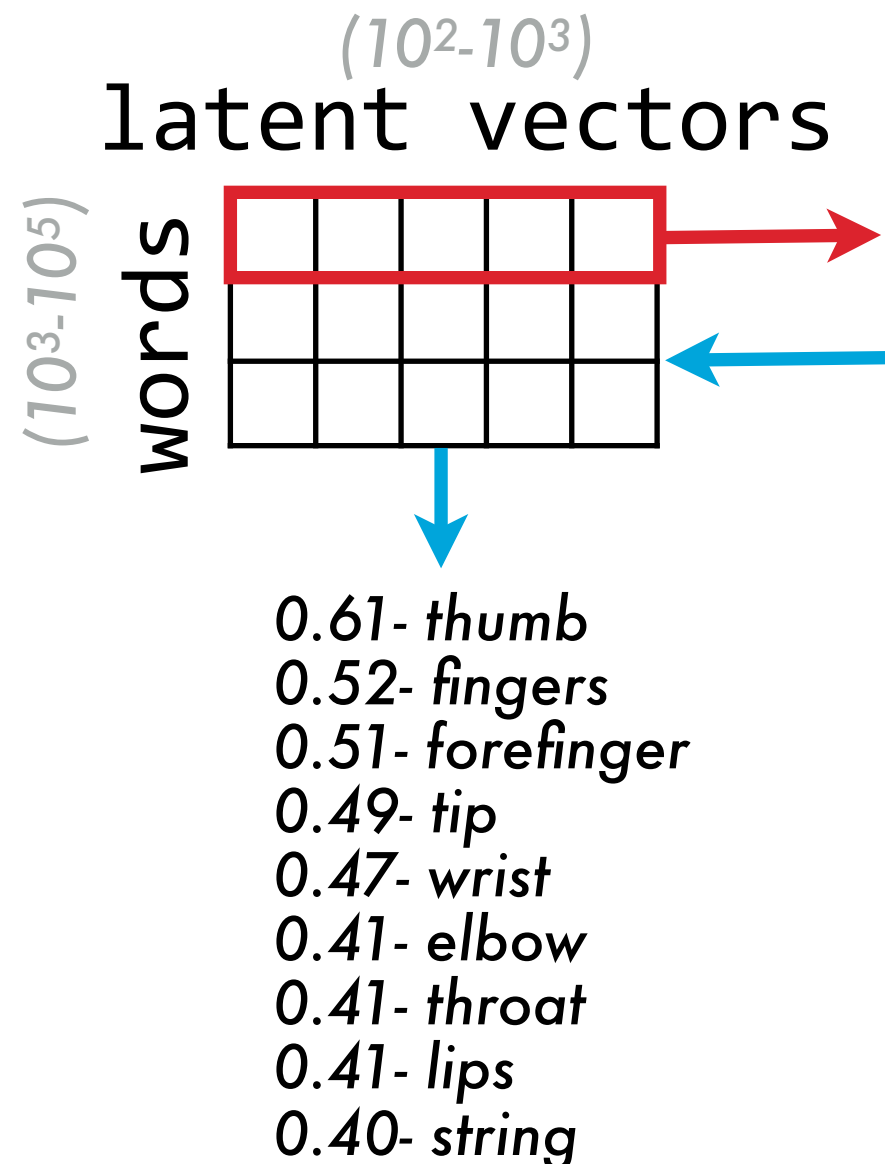 (10²-10³)
latent vectors
(10³-10⁵)
words
0.61- thumb
0.52- fingers
0.51- forefinger
0.49- tip
0.47- wrist
0.41- elbow
0.41- throat
0.41- lips
0.40- string